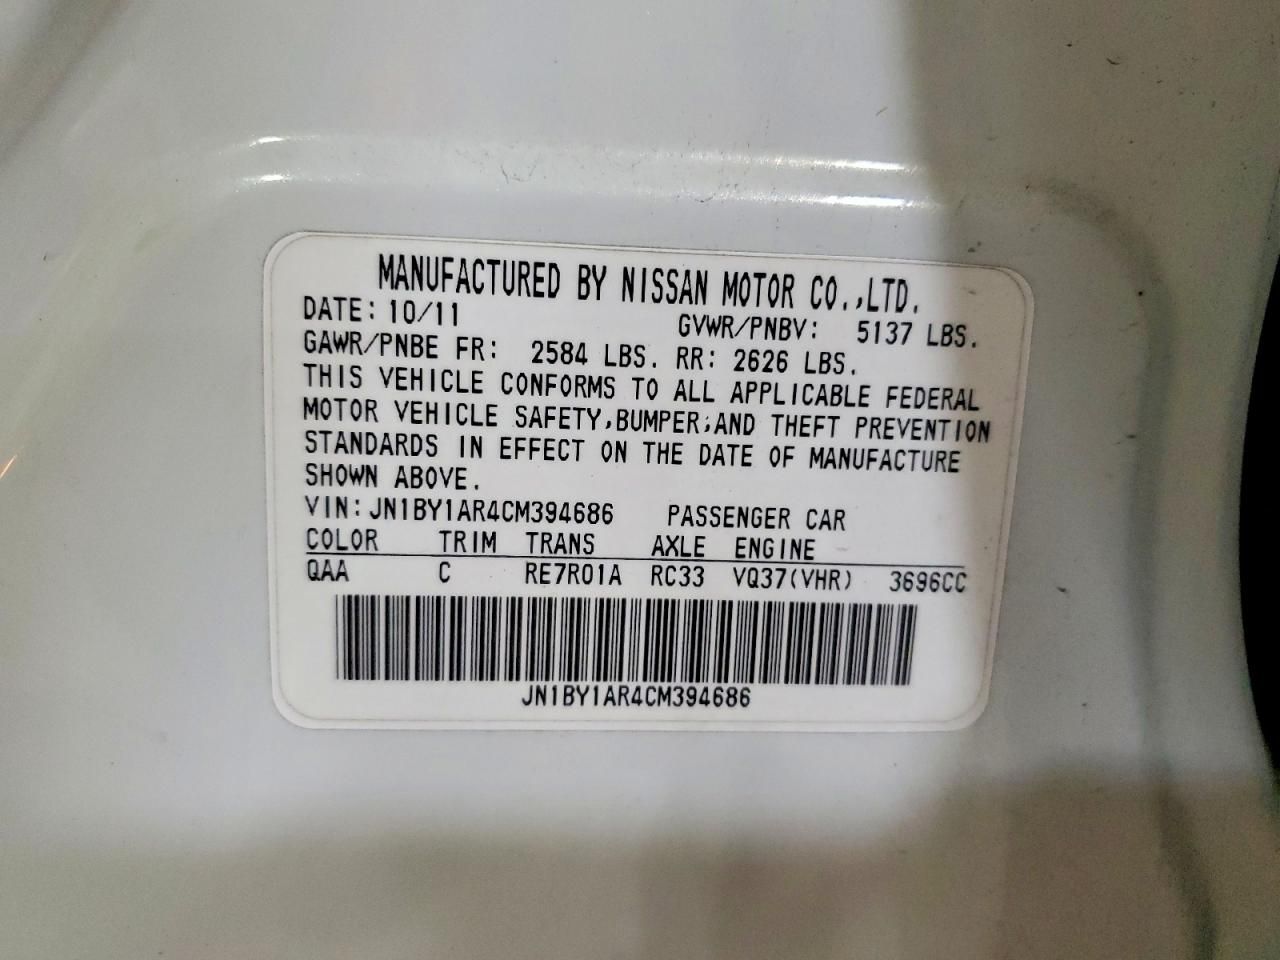 MANUFACTURED BY NISSAN MOTOR CO.,LTD.
DATE: 10/11 GVWR/PNBV: 5137 LBS.
GAWR/PNBE FR: 2584 LBS. RR: 2626 LBS.
THIS VEHICLE CONFORMS TO ALL APPLICABLE FEDERAL
MOTOR VEHICLE SAFETY,BUMPER,AND THEFT PREVENTION
STANDARDS IN EFFECT ON THE DATE OF MANUFACTURE
SHOWN ABOVE.
VIN:JN1BY1AR4CM394686 PASSENGER CAR
COLOR TRIM TRANS AXLE ENGINE
QAA C RE7R01A RC33 VQ37(VHR) 3696CC
JN1BY1AR4CM394686